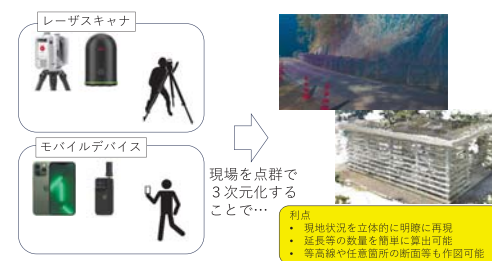 レーザスキャナ
モバイルデバイス
現場を点群で
３次元化する
ことで…
利点
• 現地状況を立体的に明瞭に再現
• 延長等の数量を簡単に算出可能
• 等高線や任意箇所の断面等も作図可能